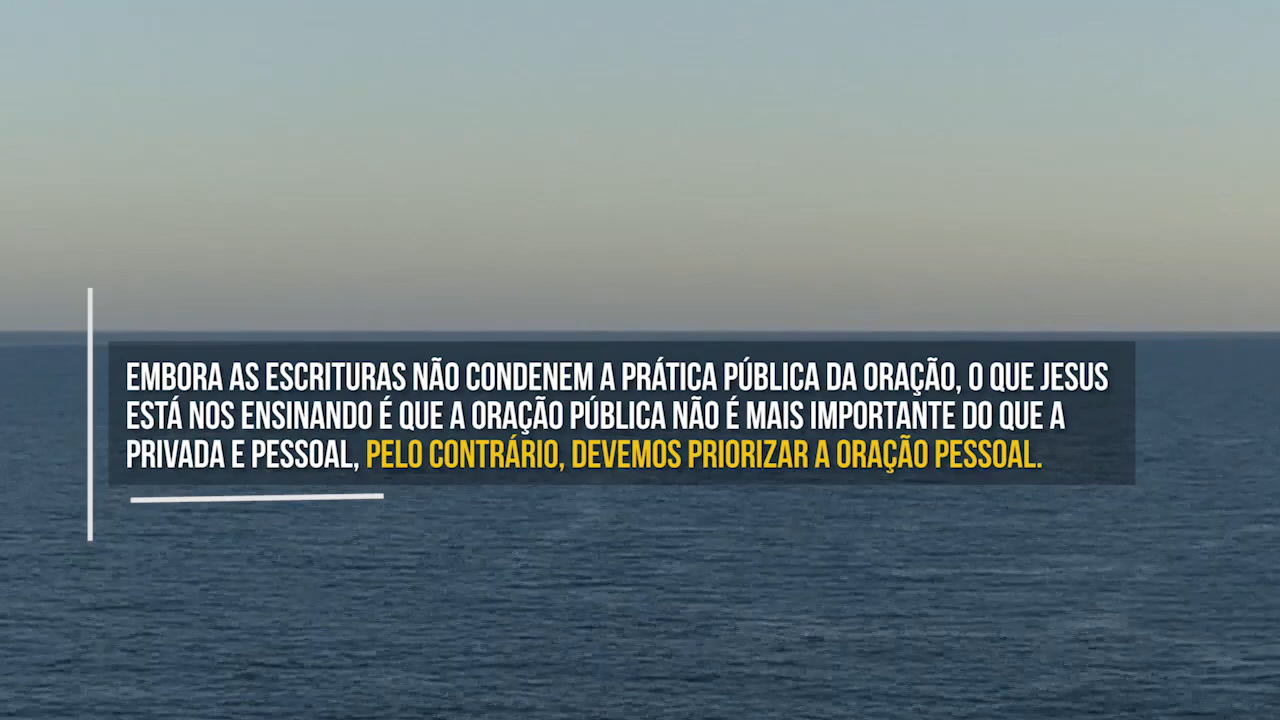 EMBORA AS ESCRITURAS NÃO CONDENEM A PRÁTICA PÚBLICA DA ORAÇÃO, O QUE JESUS
ESTÁ NOS ENSINANDO É QUE A ORAÇÃO PÚBLICA NÃO É MAIS IMPORTANTE DO QUE A
PRIVADA E PESSOAL, PELO CONTRÁRIO, DEVEMOS PRIORIZAR A ORAÇÃO PESSOAL.